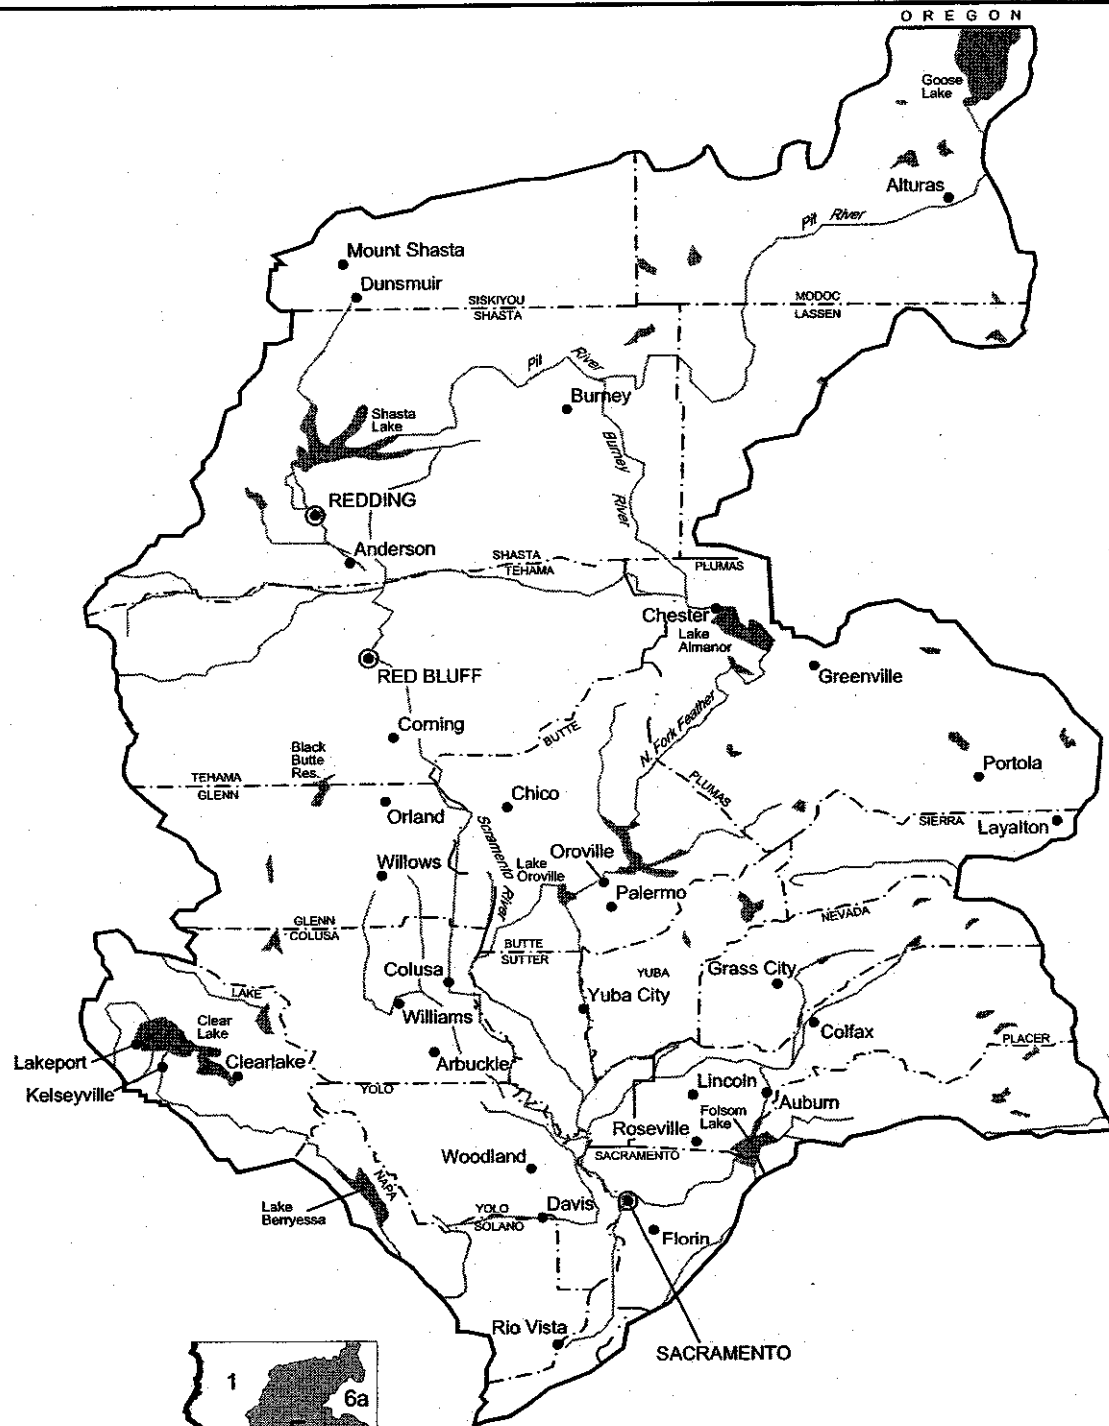 OREGON
Goose
Lake
Alturas
Pit River
Mount Shasta
Dunsmuir
SISKIYOU
SHASTA
MODOC
LASSEN
Pit River
Burney
Shasta
Lake
Burney River
REDDING
Anderson
SHASTA
TEHAMA
PLUMAS
Chester
Lake
Almanor
Greenville
RED BLUFF
N. Fork Feather
Corning
BUTTE
Black
Butte
Res.
PLUMAS
Portola
TEHAMA
GLENN
Orland
Chico
Scramento River
SIERRA
Layalton
Willows
Lake
Oroville
Oroville
Palermo
NEVADA
GLENN
COLUSA
BUTTE
SUTTER
YUBA
Grass City
Colusa
LAKE
Williams
Yuba City
Clear
Lake
Colfax
Lakeport
Clearlake
Arbuckle
PLACER
Kelseyville
YOLO
Lincoln
Auburn
Folsom
Lake
Roseville
SACRAMENTO
Woodland
NAPA
Lake
Berryessa
YOLO
SOLANO
Davis
Florin
Rio Vista
SACRAMENTO
1
6a